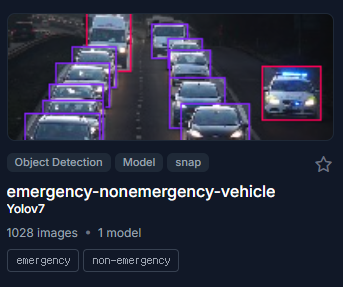 Object Detection Model snap
emergency-nonemergency-vehicle
Yolov7
1028 images • 1 model
emergency non-emergency